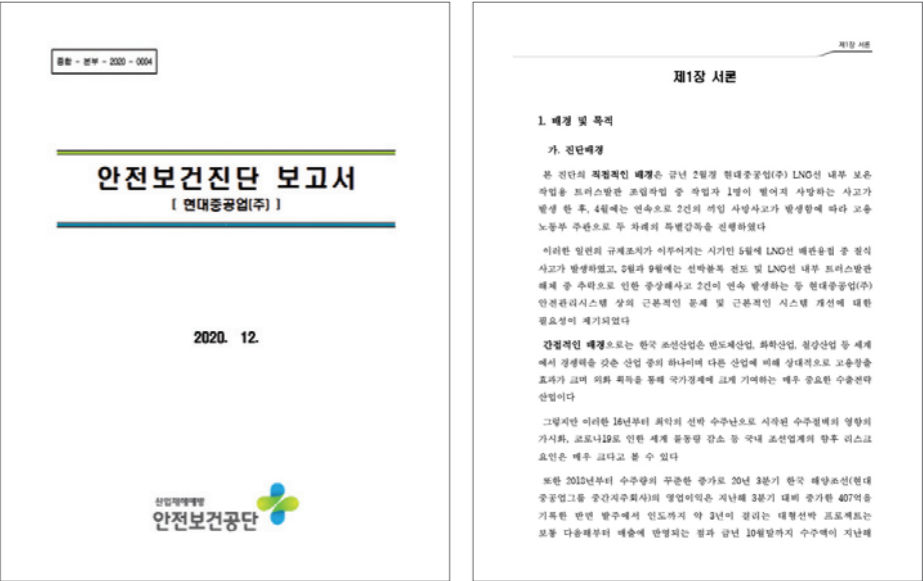 종합 - 본부 - 2020 - 0004
안전보건진단 보고서
[ 현대중공업(주) ]
2020. 12.
산업재해예방
안전보건공단
제1장 서론
제1장 서론
1. 배경 및 목적
가. 진단배경
본 진단의 직접적인 배경은 금년 2월경 현대중공업(주) LNG선 내부 보온
작업용 트러스발판 조립작업 중 작업자 1명이 떨어져 사망하는 사고가
발생 한 후, 4월에는 연속으로 2건의 끼임 사망사고가 발생함에 따라 고용
노동부 주관으로 두 차례의 특별감독을 진행하였다
이러한 일련의 규제조치가 이루어지는 시기인 5월에 LNG선 배관용접 중 질식
사고가 발생하였고, 8월과 9월에는 선박블록 전도 및 LNG선 내부 트러스발판
해체 중 추락으로 인한 중상해사고 2건이 연속 발생하는 등 현대중공업(주)
안전관리시스템 상의 근본적인 문제 및 근본적인 시스템 개선에 대한
필요성이 제기되었다
간접적인 배경으로는 한국 조선산업은 반도체산업, 화학산업, 철강산업 등 세계
에서 경쟁력을 갖춘 산업 중의 하나이며 다른 산업에 비해 상대적으로 고용창출
효과가 크며 외화 획득을 통해 국가경제에 크게 기여하는 매우 중요한 수출전략
산업이다
그렇지만 이러한 16년부터 최악의 선박 수주난으로 시작된 수주절벽의 영향의
가시화, 코로나19로 인한 세계 물동량 감소 등 국내 조선업계의 향후 리스크
요인은 매우 크다고 볼 수 있다
또한 2018년부터 수주량의 꾸준한 증가로 20년 3분기 한국 해양조선(현대
중공업그룹 중간지주회사)의 영업이익은 지난해 3분기 대비 증가한 407억을
기록한 반면 발주에서 인도까지 약 3년이 걸리는 대형선박 프로젝트는
보통 다음해부터 매출에 반영되는 점과 금년 10월말까지 수주액이 지난해